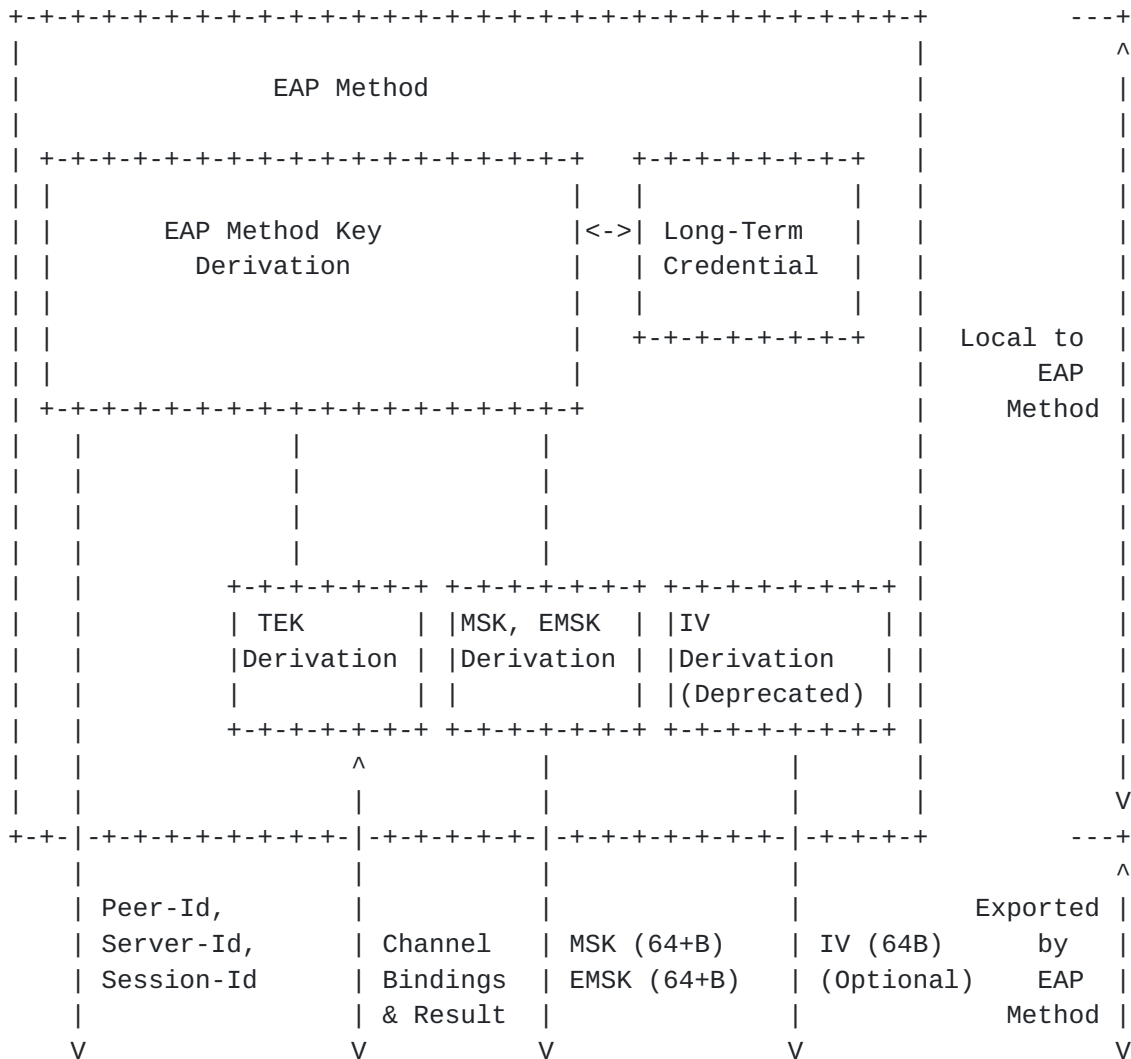 EAP Method
EAP Method Key
Derivation
Long-Term
Credential
Local to
EAP
Method
TEK
Derivation
MSK, EMSK
Derivation
IV
Derivation
(Deprecated)
Peer-Id,
Server-Id,
Session-Id
Channel
Bindings
& Result
MSK (64+B)
EMSK (64+B)
IV (64B)
(Optional)
Exported
by
EAP
Method